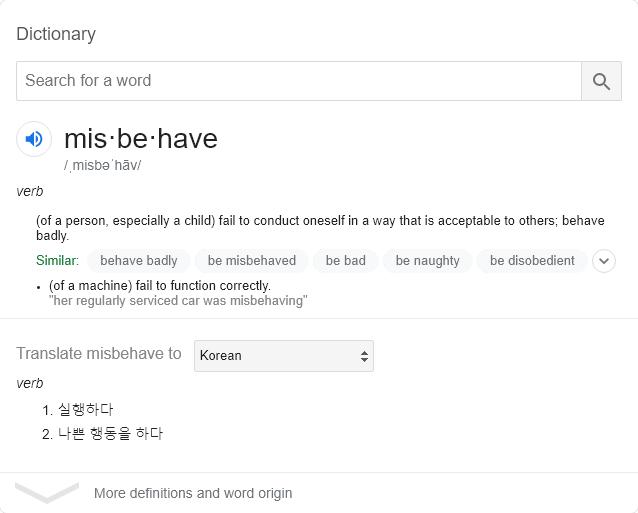 Dictionary
Search for a word
mis·be·have
/ˌmisbəˈhāv/
verb
(of a person, especially a child) fail to conduct oneself in a way that is acceptable to others; behave
badly.
Similar: behave badly be misbehaved be bad be naughty be disobedient
• (of a machine) fail to function correctly.
"her regularly serviced car was misbehaving"
Translate misbehave to Korean
verb
1. 실행하다
2. 나쁜 행동을 하다
More definitions and word origin